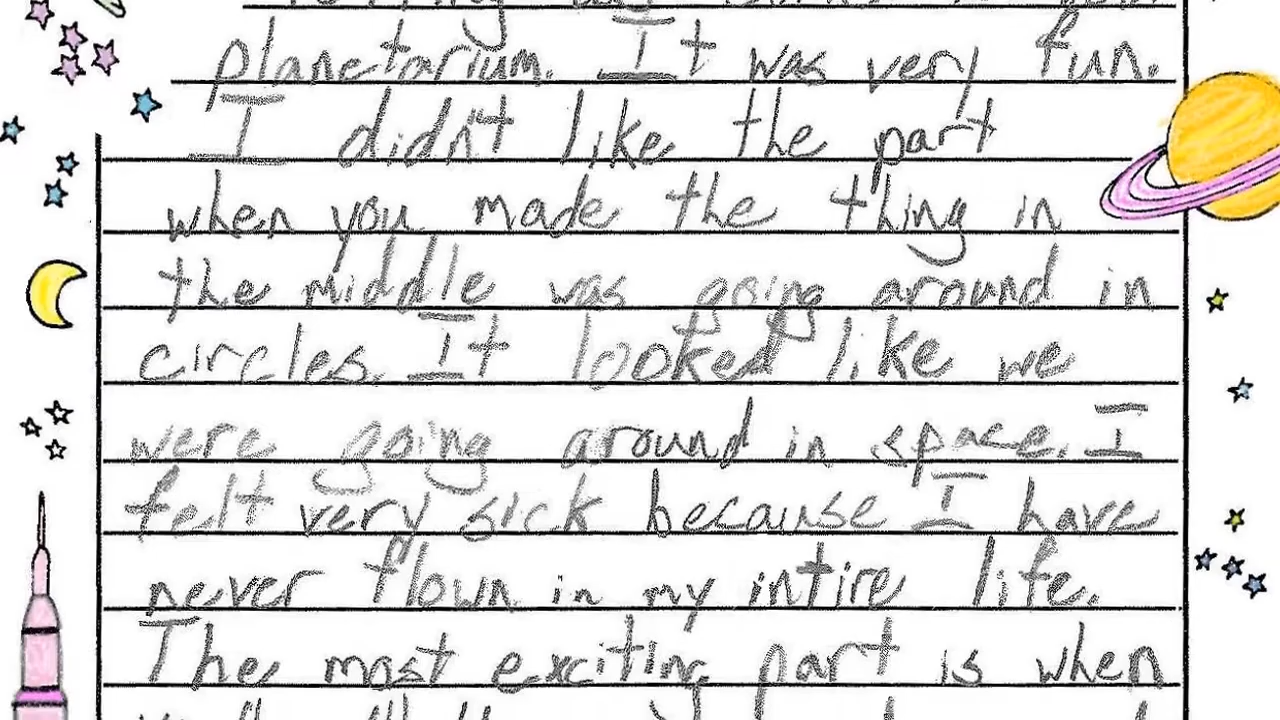 planetarium. It was very fun.
I didn't like the part
when you made the thing in
the middle was going around in
circles. It looked like we
were going around in space. I
felt very sick because I have
never flown in my intire life.
The most exciting part is when